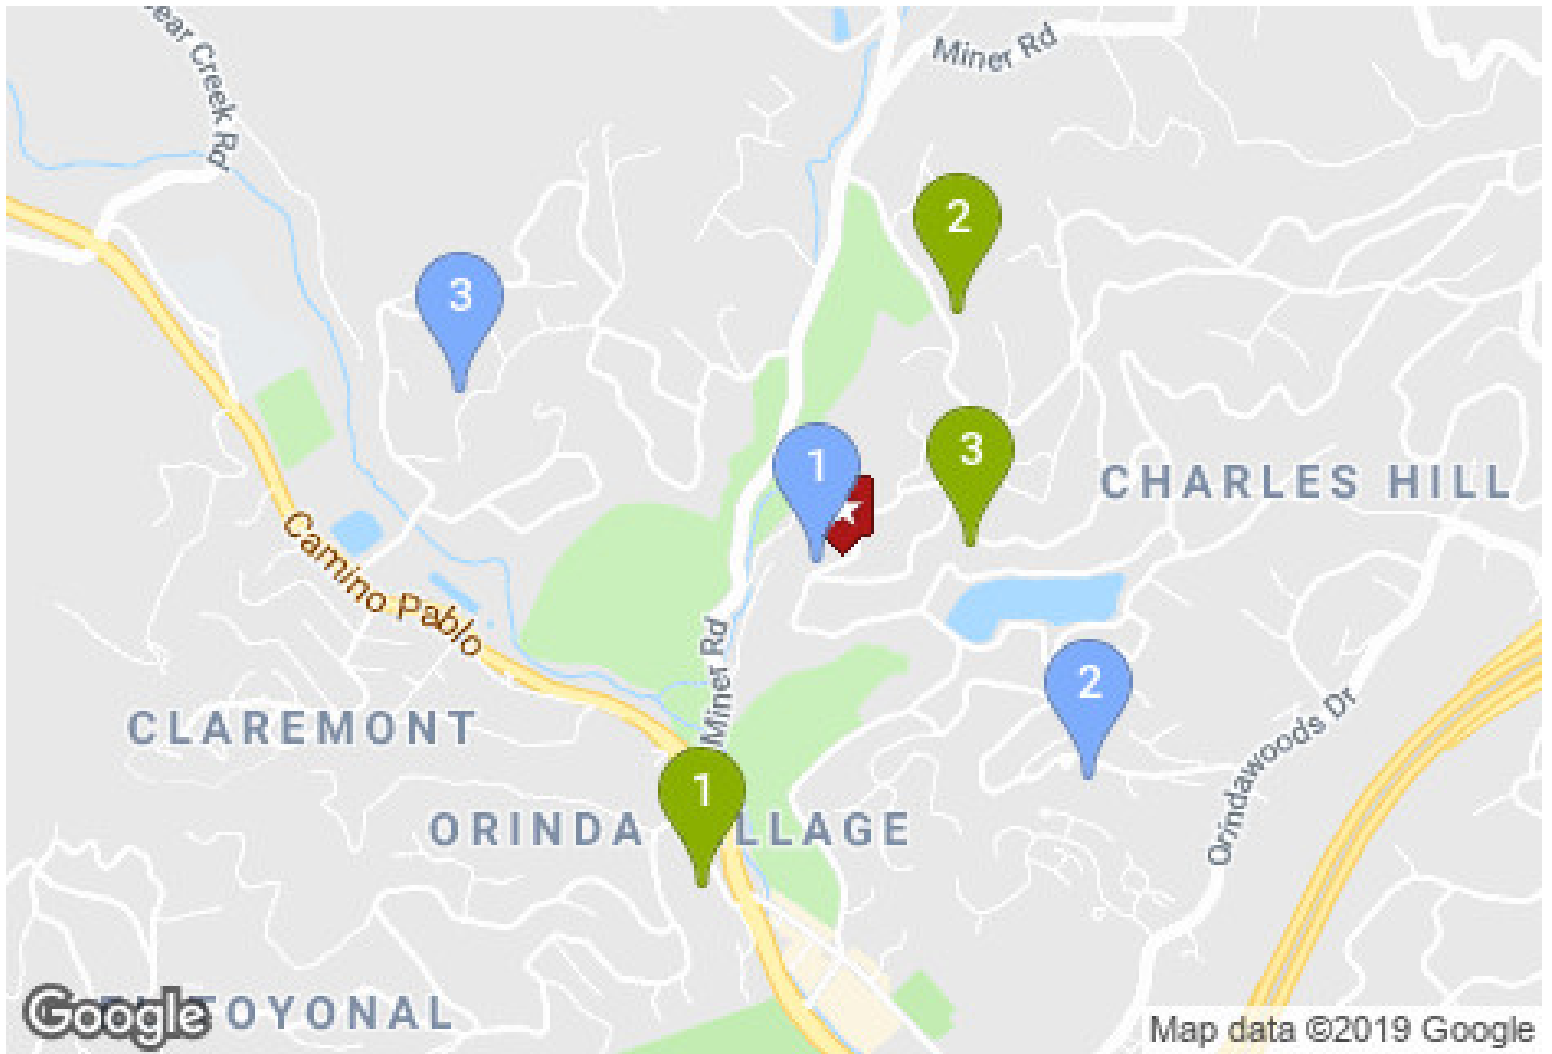 ear Creek Rd
Miner Rd
2
3
1
3
CHARLES HILL
Camino Pablo
Miner Rd
2
CLAREMONT
Orindawoods Dr
1
ORINDA LLAGE
OYONAL
Google
Map data ©2019 Google